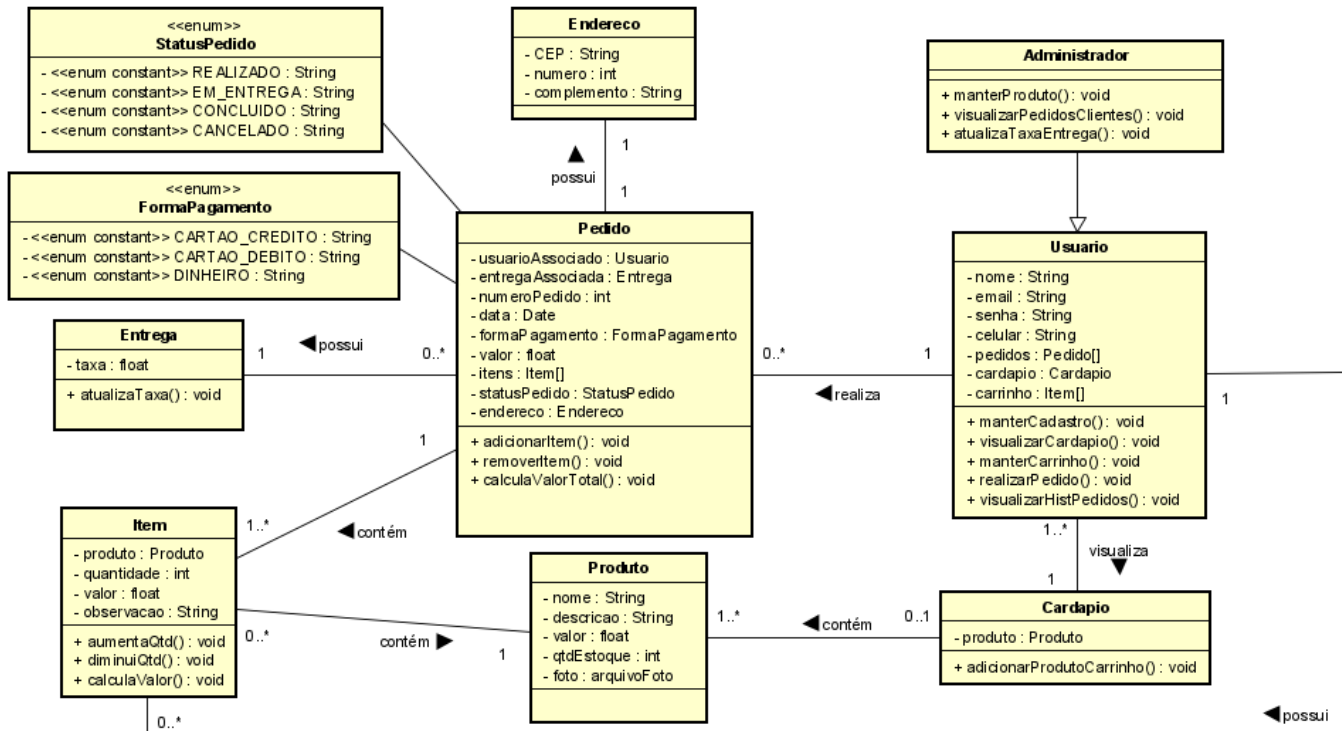 <<enum>>
StatusPedido
- <<enum constant>> REALIZADO : String
- <<enum constant>> EM_ENTREGA : String
- <<enum constant>> CONCLUIDO : String
- <<enum constant>> CANCELADO : String
Endereco
- CEP : String
- numero : int
- complemento : String
Administrador
+ manterProduto() : void
+ visualizarPedidosClientes() : void
+ atualizaTaxaEntrega() : void
1
possui
1
<<enum>>
FormaPagamento
- <<enum constant>> CARTAO_CREDITO : String
- <<enum constant>> CARTAO_DEBITO : String
- <<enum constant>> DINHEIRO : String
Pedido
- usuarioAssociado : Usuario
- entregaAssociada : Entrega
- numeroPedido : int
- data : Date
- formaPagamento : FormaPagamento
- valor : float
- itens : Item[]
- statusPedido : StatusPedido
- endereco : Endereco
+ adicionarItem() : void
+ removerItem() : void
+ calculaValorTotal() : void
Usuario
- nome : String
- email : String
- senha : String
- celular : String
- pedidos : Pedido[]
- cardapio : Cardapio
- carrinho : Item[]
+ manterCadastro() : void
+ visualizarCardapio() : void
+ manterCarrinho() : void
+ realizarPedido() : void
+ visualizarHistPedidos() : void
Entrega
- taxa : float
+ atualizaTaxa() : void
1
possui
0..*
0..*
1
realiza
1
1
1..*
contém
Item
- produto : Produto
- quantidade : int
- valor : float
- observacao : String
+ aumentaQtd() : void
+ diminuiQtd() : void
+ calculaValor() : void
0..*
contém
1
0..*
Produto
- nome : String
- descricao : String
- valor : float
- qtdEstoque : int
- foto : arquivoFoto
1..*
contém
0..1
1..*
visualiza
1
Cardapio
- produto : Produto
+ adicionarProdutoCarrinho() : void
possui